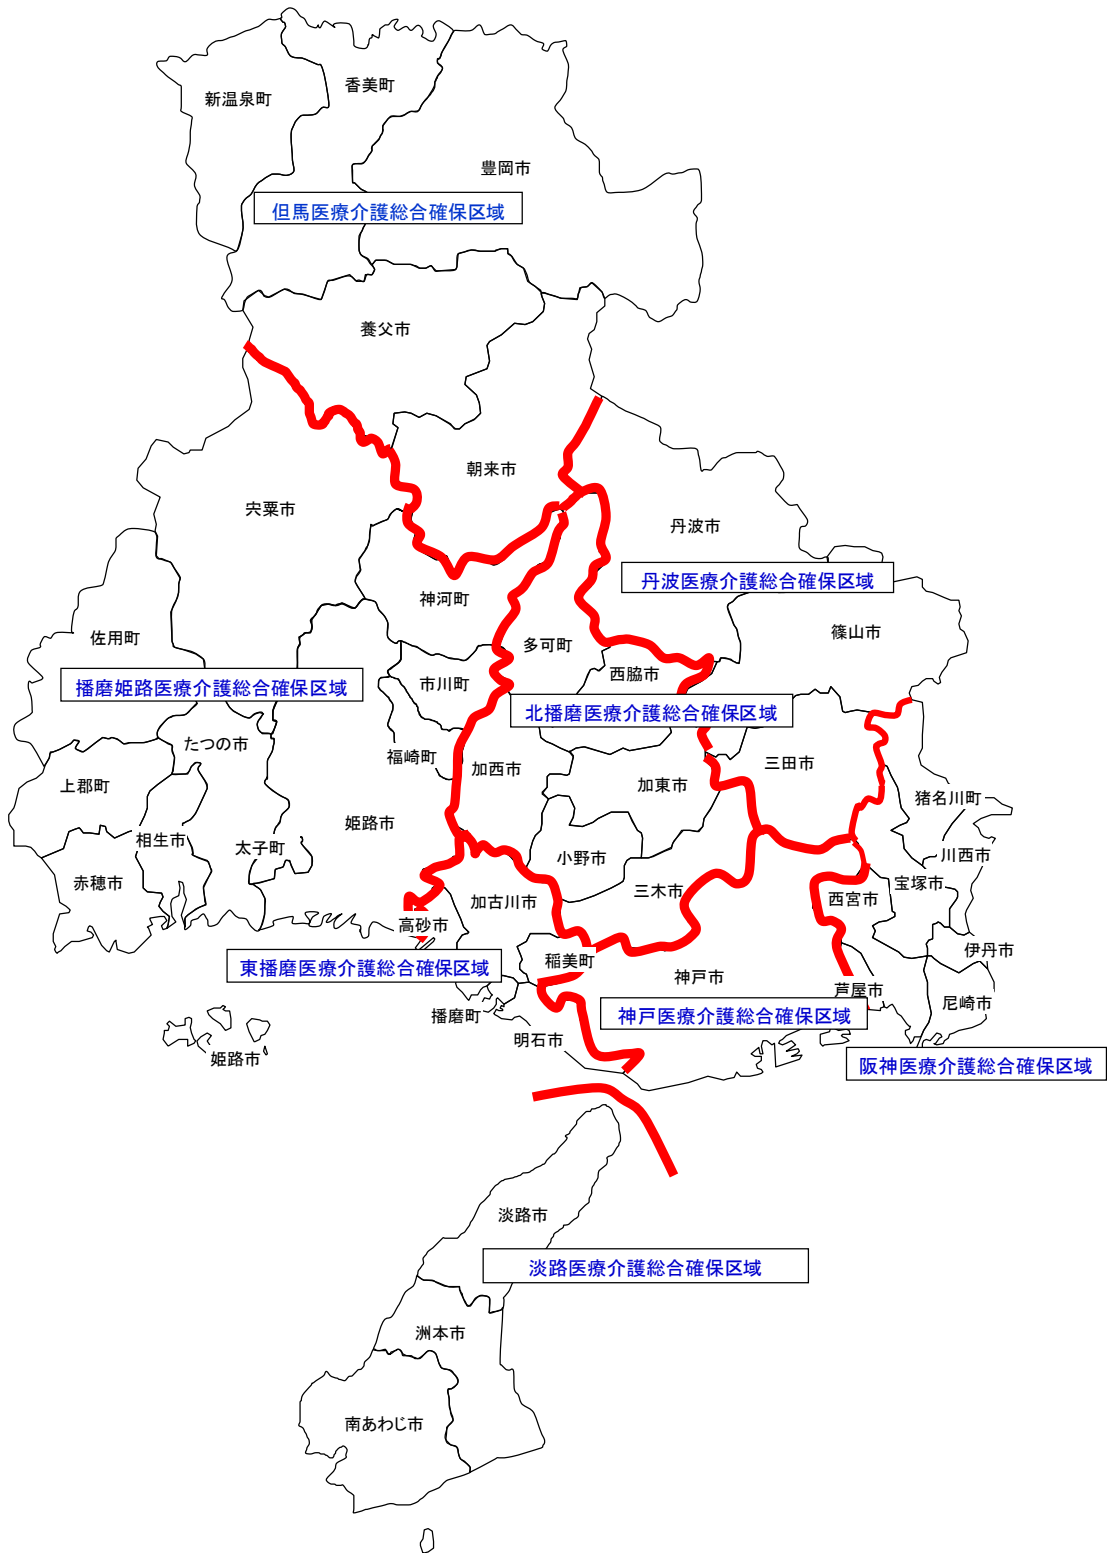 香美町
新温泉町
豊岡市
但馬医療介護総合確保区域
養父市
朝来市
宍粟市
丹波市
丹波医療介護総合確保区域
神河町
篠山市
佐用町
多可町
西脇市
市川町
播磨姫路医療介護総合確保区域
北播磨医療介護総合確保区域
たつの市
福崎町
加西市
三田市
上郡町
加東市
猪名川町
姫路市
相生市
太子町
小野市
川西市
赤穂市
宝塚市
三木市
西宮市
加古川市
高砂市
伊丹市
稲美町
東播磨医療介護総合確保区域
神戸市
芦屋市
尼崎市
播磨町
神戸医療介護総合確保区域
明石市
姫路市
阪神医療介護総合確保区域
淡路市
淡路医療介護総合確保区域
洲本市
南あわじ市